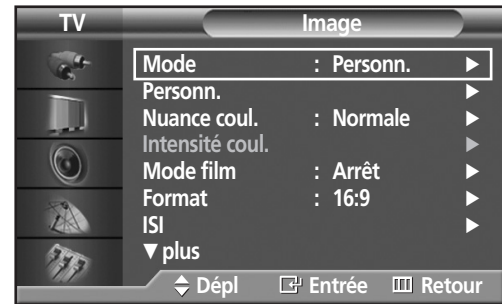 TV Image
Mode : Personn. ▶
Personn. ▶
Nuance coul. : Normale ▶
Intensité coul. ▶
Mode film : Arrêt ▶
Format : 16:9 ▶
ISI ▶
▼plus
Dépl Entrée Retour